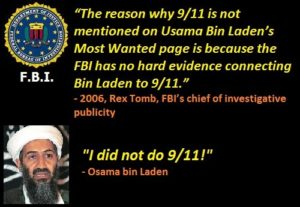 “The reason why 9/11 is not
mentioned on Usama Bin Laden’s
Most Wanted page is because the
FBI has no hard evidence connecting
Bin Laden to 9/11.”
- 2006, Rex Tomb, FBI’s chief of investigative
publicity
F.B.I.
"I did not do 9/11!"
- Osama bin Laden